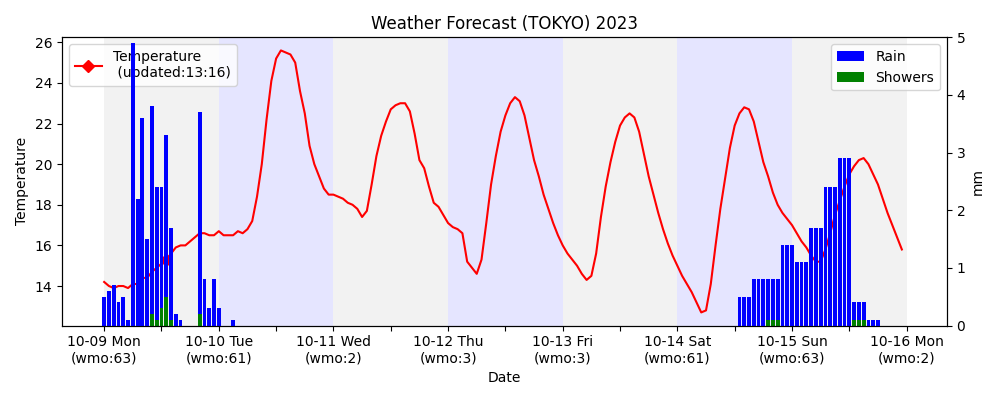 Weather Forecast (TOKYO) 2023
Temperature
(updated:13:16)
Rain
Showers
26
24
22
20
18
16
14
Temperature
5
4
3
2
1
0
mm
10-09 Mon
(wmo:63)
10-10 Tue
(wmo:61)
10-11 Wed
(wmo:2)
10-12 Thu
(wmo:3)
10-13 Fri
(wmo:3)
10-14 Sat
(wmo:61)
10-15 Sun
(wmo:63)
10-16 Mon
(wmo:2)
Date